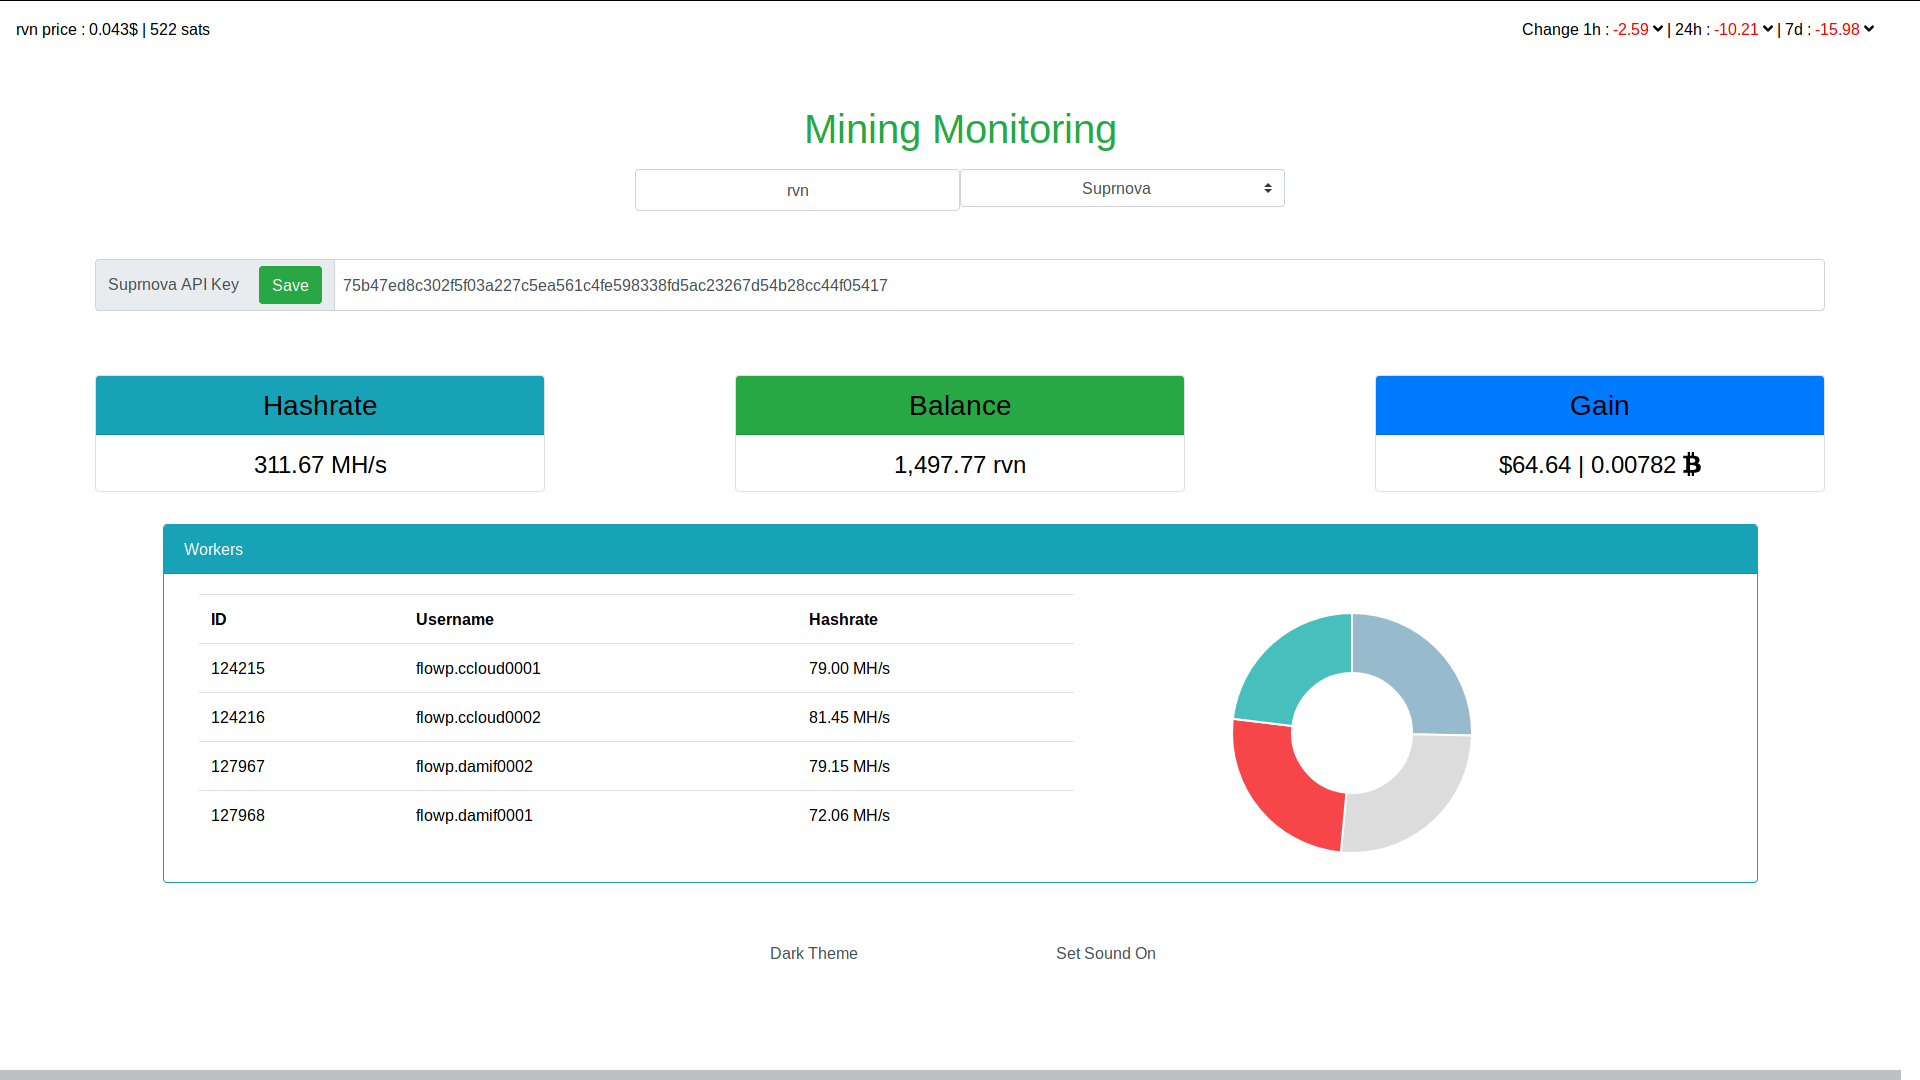 rvn price : 0.043$ | 522 sats
Change 1h : -2.59 | 24h : -10.21 | 7d : -15.98
Mining Monitoring
rvn
Suprnova
Suprnova API Key
Save
75b47ed8c302f5f03a227c5ea561c4fe598338fd5ac23267d54b28cc44f05417
Hashrate
311.67 MH/s
Balance
1,497.77 rvn
Gain
$64.64 | 0.00782
Workers
ID Username Hashrate
124215 flowp.ccloud0001 79.00 MH/s
124216 flowp.ccloud0002 81.45 MH/s
127967 flowp.damif0002 79.15 MH/s
127968 flowp.damif0001 72.06 MH/s
Dark Theme
Set Sound On